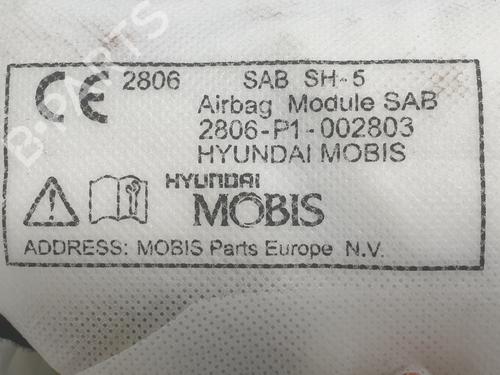 CE 2806 SAB SH-5
Airbag Module SAB
2806-P1-002803
HYUNDAI MOBIS
HYUNDAI
MOBIS
ADDRESS: MOBIS Parts Europe N.V.
B-PARTS